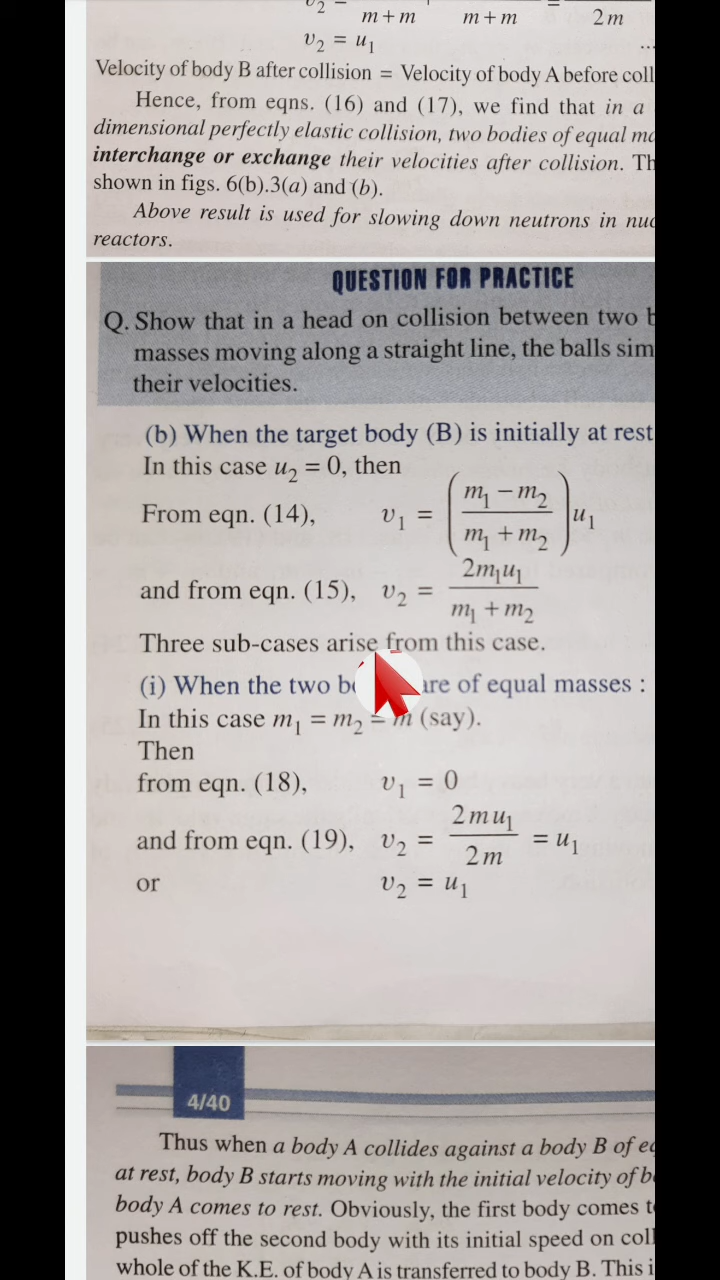 v₂ = m+m m+m = 2m
v₂ = u₁ ...
Velocity of body B after collision = Velocity of body A before coll
Hence, from eqns. (16) and (17), we find that in a
dimensional perfectly elastic collision, two bodies of equal ma
interchange or exchange their velocities after collision. Th
shown in figs. 6(b).3(a) and (b).
Above result is used for slowing down neutrons in nuc
reactors.
QUESTION FOR PRACTICE
Q. Show that in a head on collision between two b
masses moving along a straight line, the balls sim
their velocities.
(b) When the target body (B) is initially at rest
In this case u₂ = 0, then
From eqn. (14), v₁ = ((m₁ − m₂)/(m₁ + m₂)) u₁
and from eqn. (15), v₂ = 2m₁u₁/(m₁ + m₂)
Three sub-cases arise from this case.
(i) When the two b are of equal masses :
In this case m₁ = m₂ = m (say).
Then
from eqn. (18), v₁ = 0
and from eqn. (19), v₂ = 2mu₁/2m = u₁
or v₂ = u₁
4/40
Thus when a body A collides against a body B of eq
at rest, body B starts moving with the initial velocity of b
body A comes to rest. Obviously, the first body comes t
pushes off the second body with its initial speed on coll
whole of the K.E. of body A is transferred to body B. This i